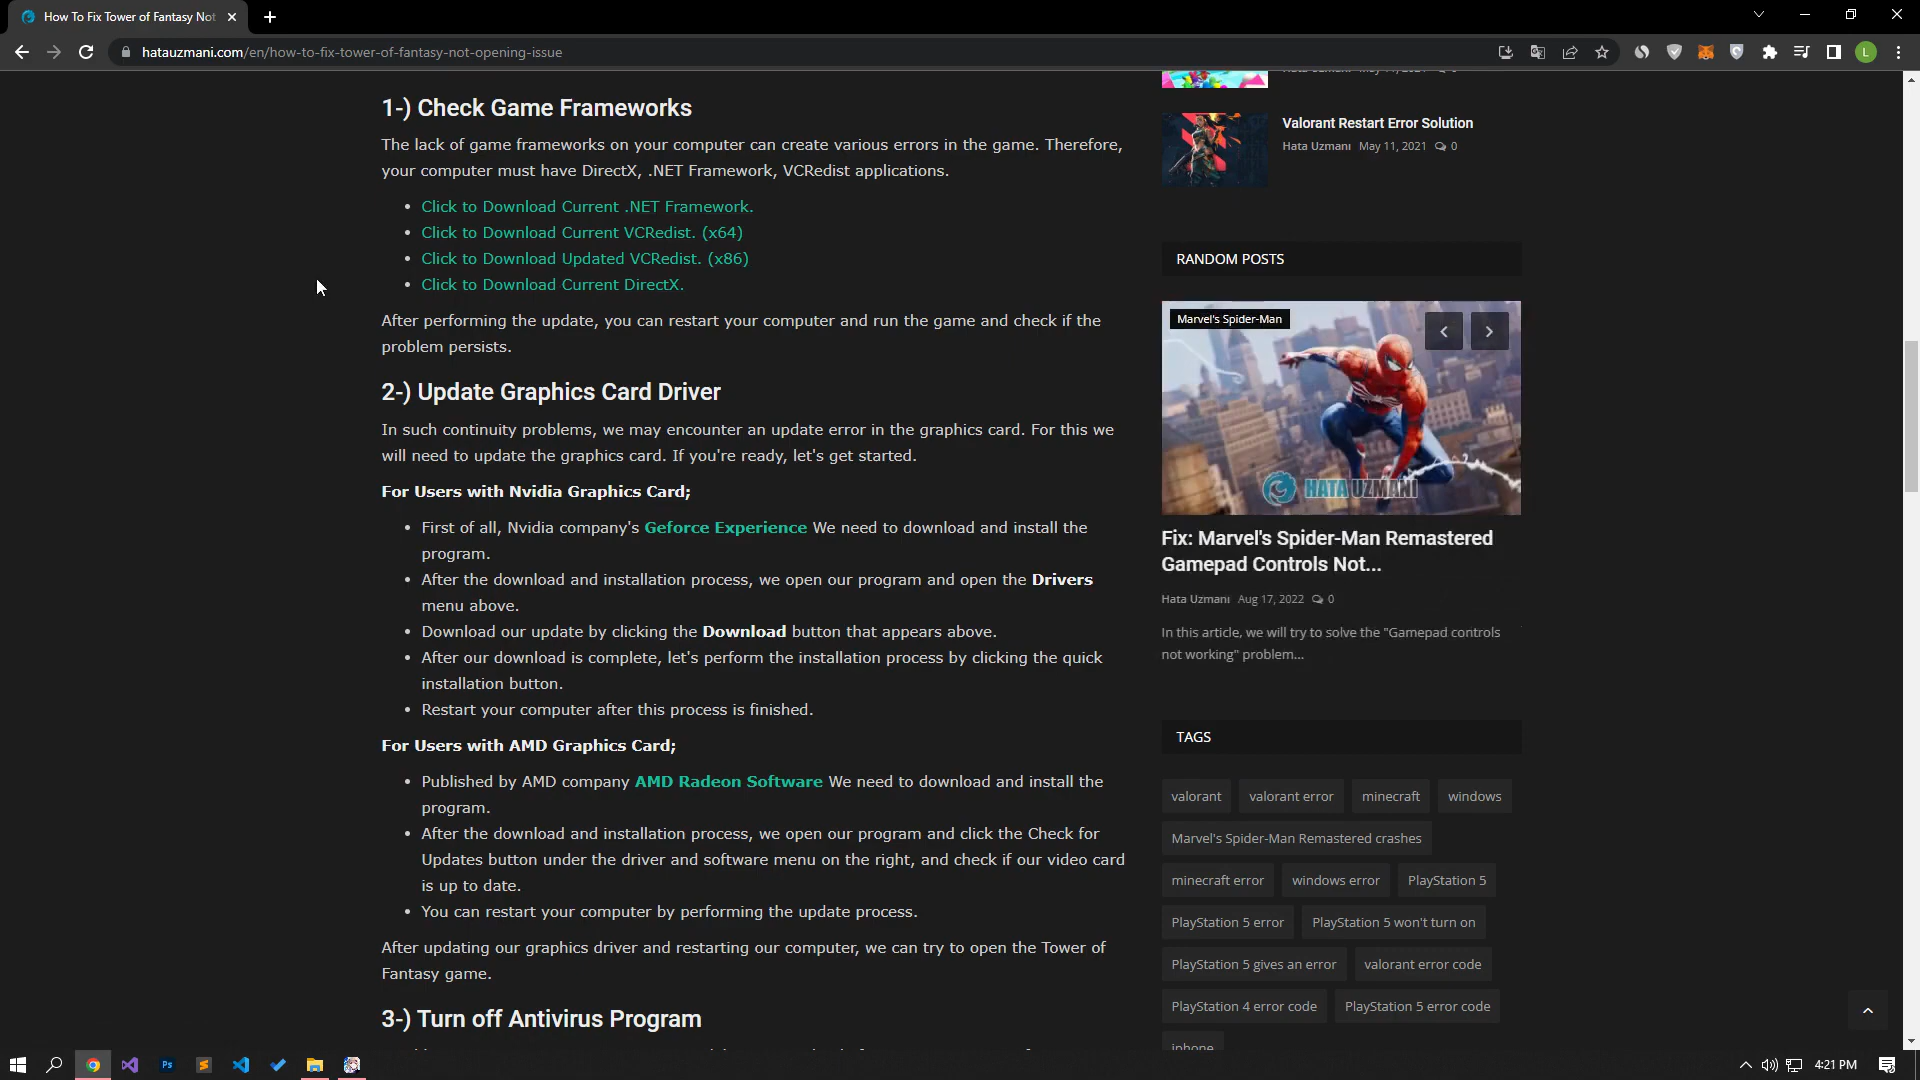 How To Fix Tower of Fantasy Not
hatauzmani.com/en/how-to-fix-tower-of-fantasy-not-opening-issue
L
1-) Check Game Frameworks
The lack of game frameworks on your computer can create various errors in the game. Therefore,
your computer must have DirectX, .NET Framework, VCRedist applications.
• Click to Download Current .NET Framework.
• Click to Download Current VCRedist. (x64)
• Click to Download Updated VCRedist. (x86)
• Click to Download Current DirectX.
After performing the update, you can restart your computer and run the game and check if the
problem persists.
2-) Update Graphics Card Driver
In such continuity problems, we may encounter an update error in the graphics card. For this we
will need to update the graphics card. If you're ready, let's get started.
For Users with Nvidia Graphics Card;
• First of all, Nvidia company's Geforce Experience We need to download and install the
program.
• After the download and installation process, we open our program and open the Drivers
menu above.
• Download our update by clicking the Download button that appears above.
• After our download is complete, let's perform the installation process by clicking the quick
installation button.
• Restart your computer after this process is finished.
For Users with AMD Graphics Card;
• Published by AMD company AMD Radeon Software We need to download and install the
program.
• After the download and installation process, we open our program and click the Check for
Updates button under the driver and software menu on the right, and check if our video card
is up to date.
• You can restart your computer by performing the update process.
After updating our graphics driver and restarting our computer, we can try to open the Tower of
Fantasy game.
3-) Turn off Antivirus Program
Valorant Restart Error Solution
Hata Uzmanı May 11, 2021 0
RANDOM POSTS
Marvel's Spider-Man
HATA UZMANI
Fix: Marvel's Spider-Man Remastered
Gamepad Controls Not...
Hata Uzmani Aug 17, 2022 0
In this article, we will try to solve the "Gamepad controls
not working" problem...
TAGS
valorant valorant error minecraft windows
Marvel's Spider-Man Remastered crashes
minecraft error windows error PlayStation 5
PlayStation 5 error PlayStation 5 won't turn on
PlayStation 5 gives an error valorant error code
PlayStation 4 error code PlayStation 5 error code
iphone
Ps
4:21 PM